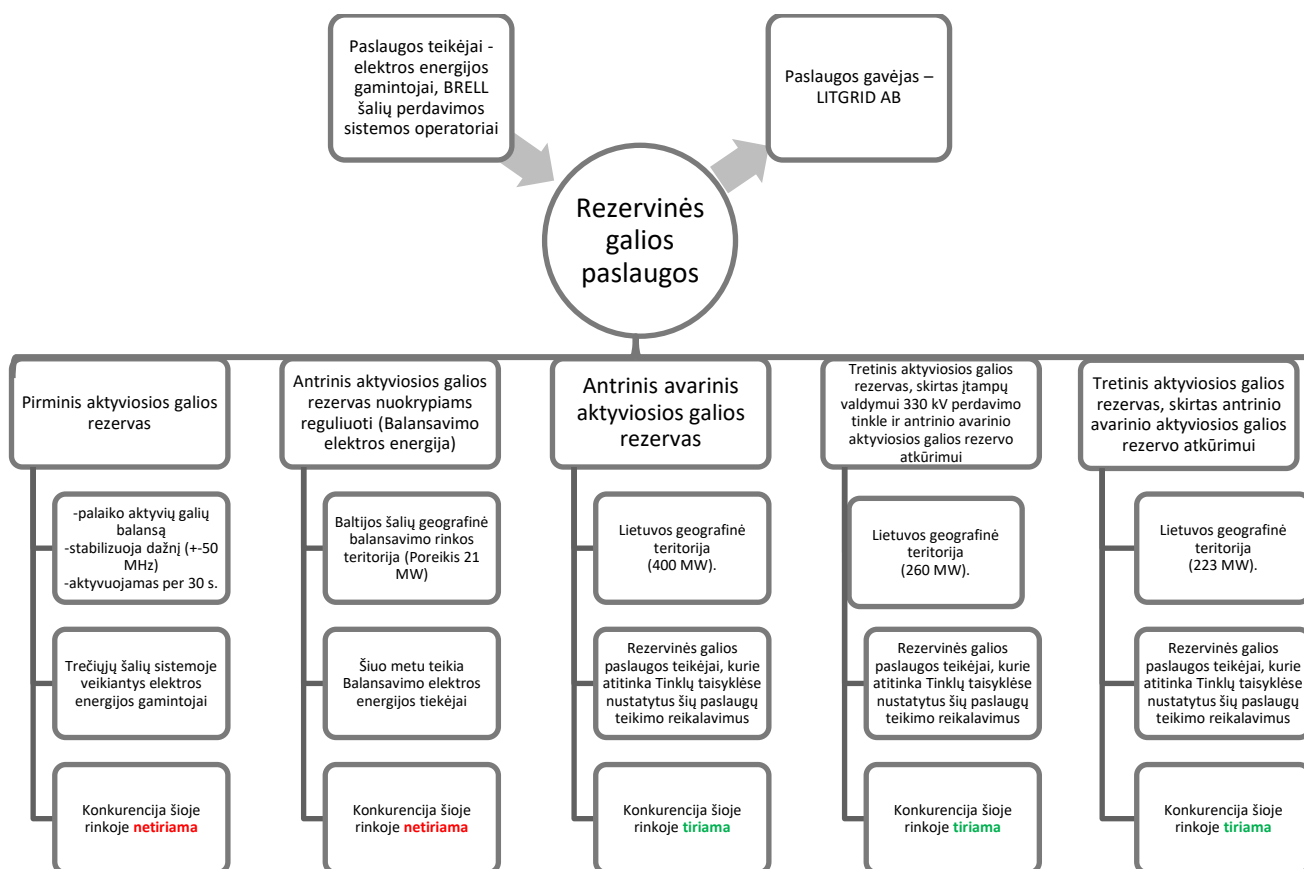 Paslaugos teikėjai -
elektros energijos
gamintojai, BRELL
šalių perdavimos
sistemos operatoriai
Paslaugos gavėjas –
LITGRID AB
Rezervinės
galios
paslaugos
Pirminis aktyviosios galios
rezervas
Antrinis aktyviosios galios
rezervas nuokrypiams
reguliuoti (Balansavimo
elektros energija)
Antrinis avarinis
aktyviosios galios
rezervas
Tretinis aktyviosios galios
rezervas, skirtas įtampų
valdymui 330 kV perdavimo
tinkle ir antrinio avarinio
aktyviosios galios rezervo
atkūrimui
Tretinis aktyviosios galios
rezervas, skirtas antrinio
avarinio aktyviosios galios
rezervo atkūrimui
-palaiko aktyvių galių
balansą
-stabilizuoja dažnį (+-50
MHz)
-aktyvuojamas per 30 s.
Baltijos šalių geografinė
balansavimo rinkos
teritorija (Poreikis 21
MW)
Lietuvos geografinė
teritorija
(400 MW).
Lietuvos geografinė
teritorija
(260 MW).
Lietuvos geografinė
teritorija
(223 MW).
Trečiųjų šalių sistemoje
veikiantys elektros
energijos gamintojai
Šiuo metu teikia
Balansavimo elektros
energijos tiekėjai
Rezervinės galios
paslaugos teikėjai, kurie
atitinka Tinklų taisyklėse
nustatytus šių paslaugų
teikimo reikalavimus
Rezervinės galios
paslaugos teikėjai, kurie
atitinka Tinklų taisyklėse
nustatytus šių paslaugų
teikimo reikalavimus
Rezervinės galios
paslaugos teikėjai, kurie
atitinka Tinklų taisyklėse
nustatytus šių paslaugų
teikimo reikalavimus
Konkurencija šioje
rinkoje netiriama
Konkurencija šioje
rinkoje netiriama
Konkurencija šioje
rinkoje tiriama
Konkurencija šioje
rinkoje tiriama
Konkurencija šioje
rinkoje tiriama